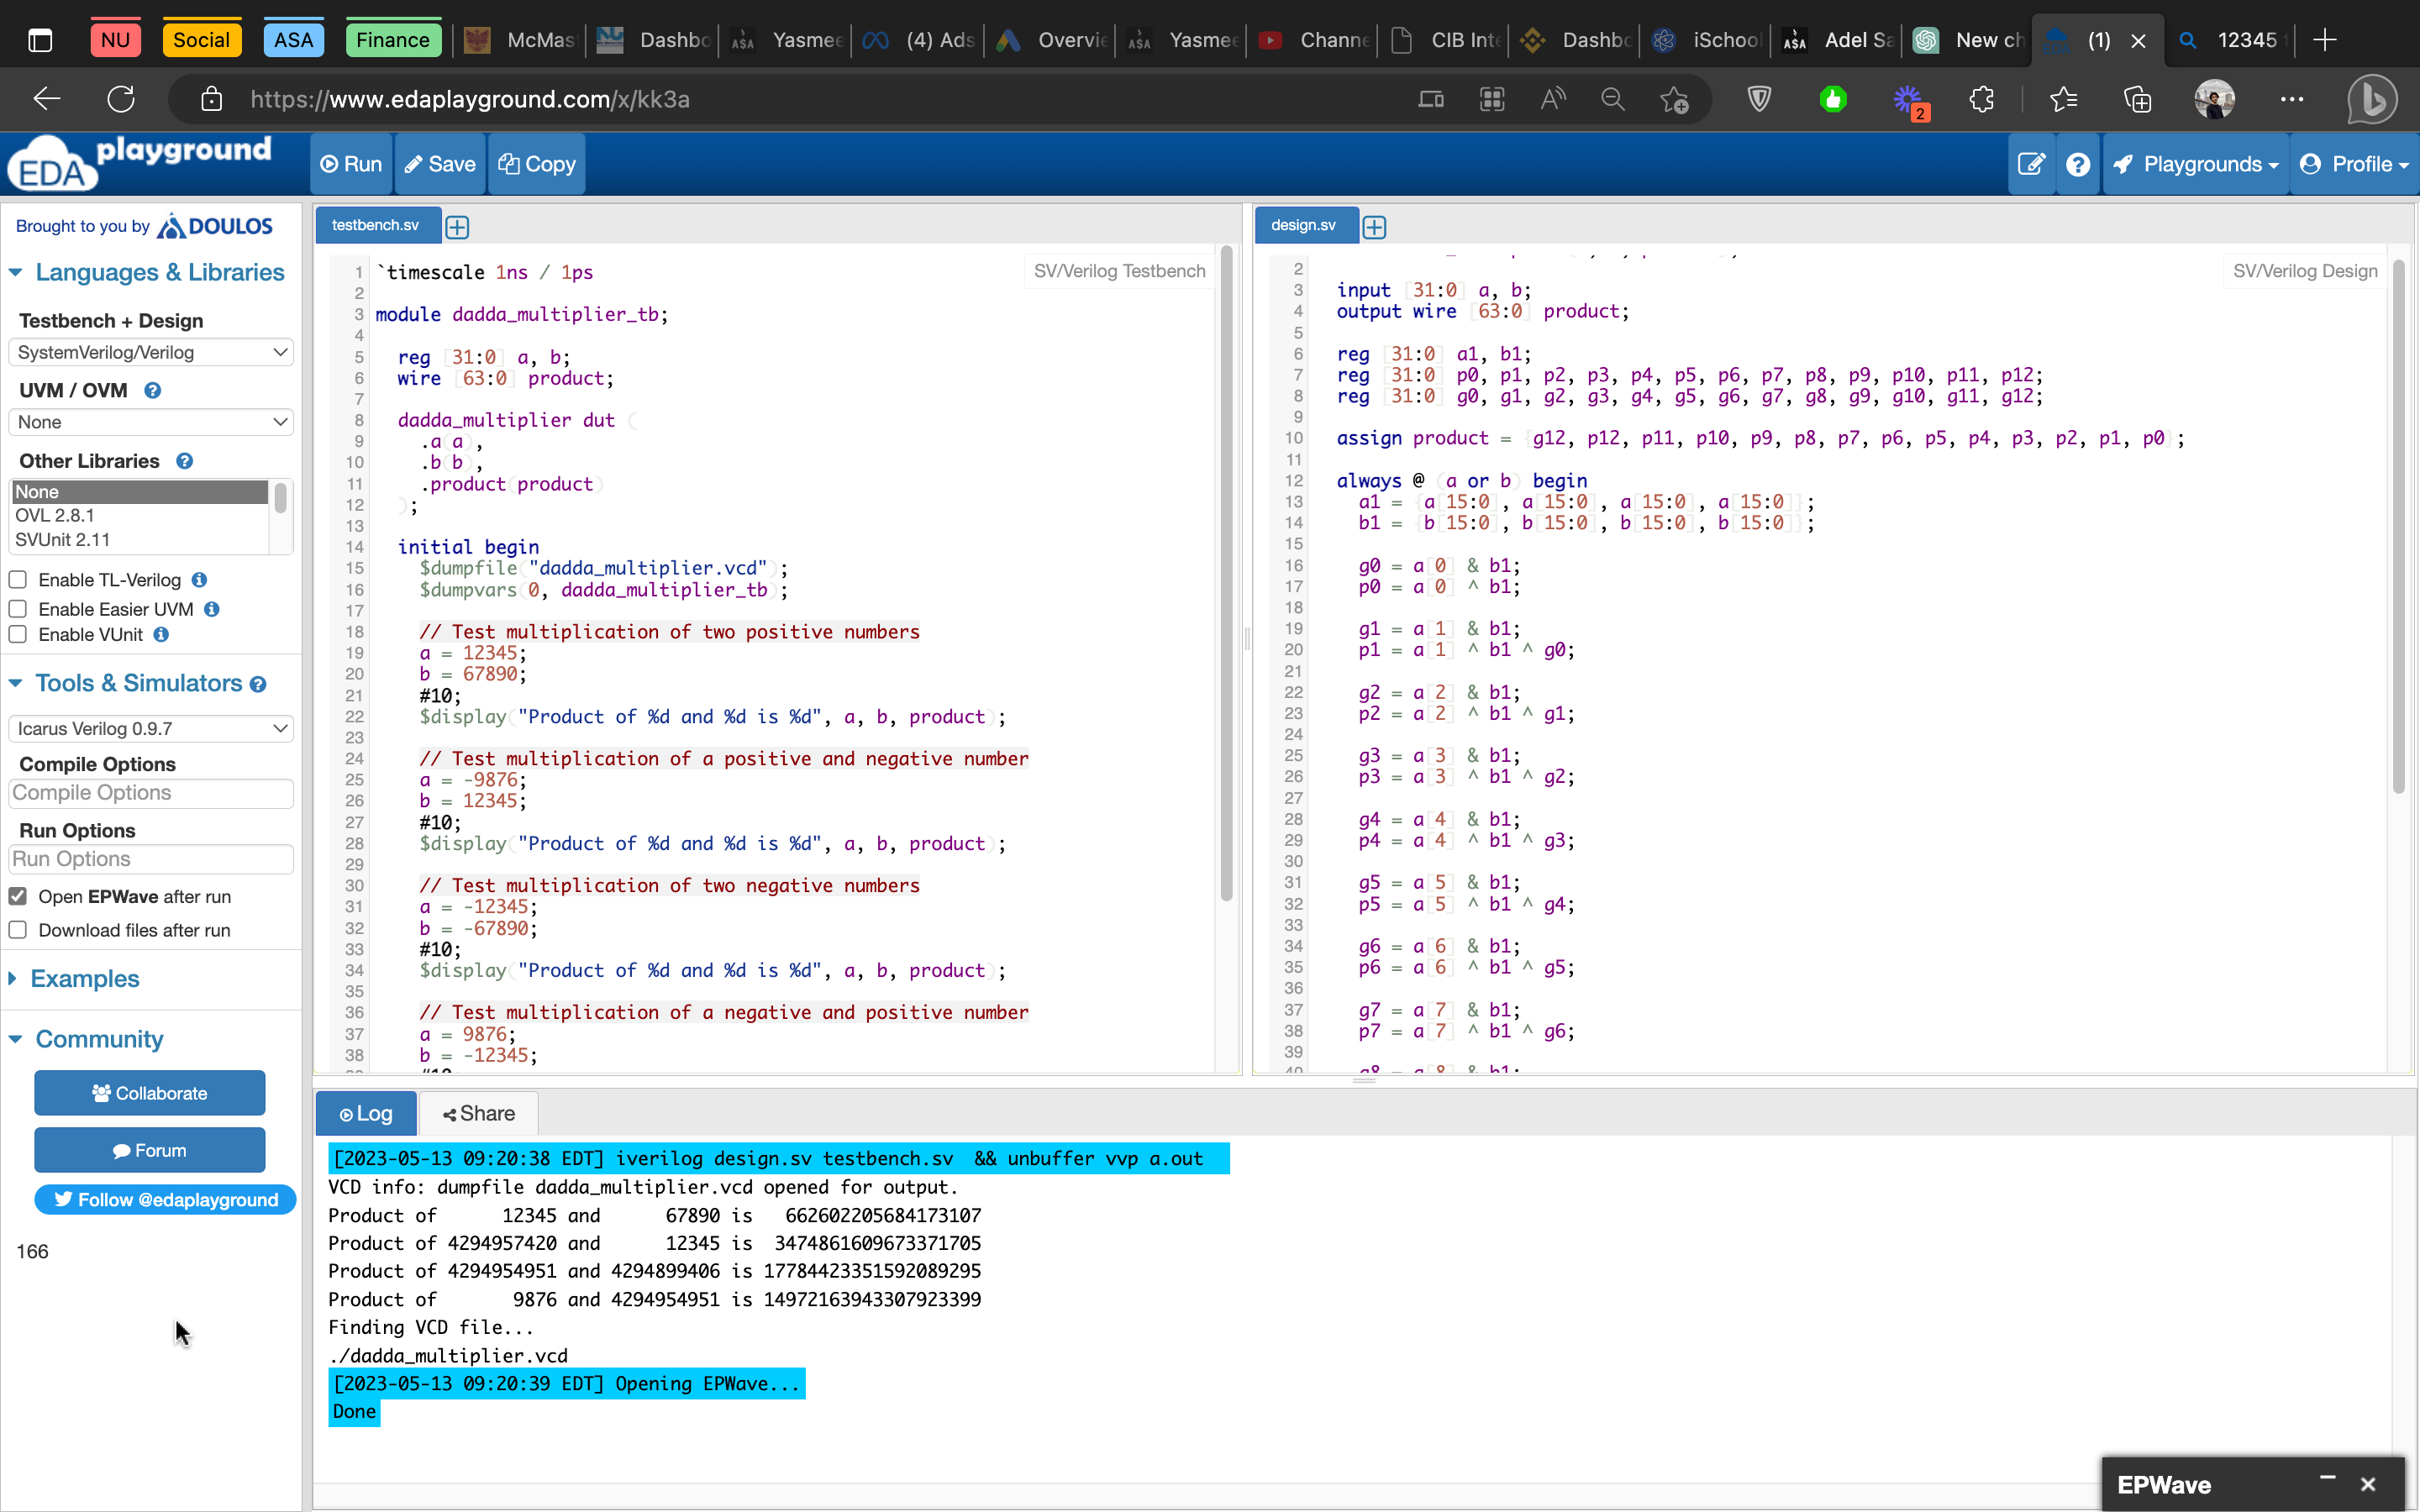 NU Social ASA Finance McMas Dashbo Yasmee (4) Ads Overvie Yasmee Channe CIB Inte Dashbo iSchool Adel Sa New ch (1) 12345
https://www.edaplayground.com/x/kk3a
2
EDA playground Run Save Copy Playgrounds Profile
Brought to you by DOULOS
Languages & Libraries
Testbench + Design
SystemVerilog/Verilog
UVM / OVM
None
Other Libraries
None
OVL 2.8.1
SVUnit 2.11
Enable TL-Verilog
Enable Easier UVM
Enable VUnit
Tools & Simulators
Icarus Verilog 0.9.7
Compile Options
Compile Options
Run Options
Run Options
Open EPWave after run
Download files after run
Examples
Community
Collaborate
Forum
Follow @edaplayground
166
testbench.sv
SV/Verilog Testbench
1 `timescale 1ns / 1ps
2
3 module dadda_multiplier_tb;
4
5 reg [31:0] a, b;
6 wire [63:0] product;
7
8 dadda_multiplier dut (
9 .a(a),
10 .b(b),
11 .product(product)
12 );
13
14 initial begin
15 $dumpfile("dadda_multiplier.vcd");
16 $dumpvars(0, dadda_multiplier_tb);
17
18 // Test multiplication of two positive numbers
19 a = 12345;
20 b = 67890;
21 #10;
22 $display("Product of %d and %d is %d", a, b, product);
23
24 // Test multiplication of a positive and negative number
25 a = -9876;
26 b = 12345;
27 #10;
28 $display("Product of %d and %d is %d", a, b, product);
29
30 // Test multiplication of two negative numbers
31 a = -12345;
32 b = -67890;
33 #10;
34 $display("Product of %d and %d is %d", a, b, product);
35
36 // Test multiplication of a negative and positive number
37 a = 9876;
38 b = -12345;
design.sv
SV/Verilog Design
2
3 input [31:0] a, b;
4 output wire [63:0] product;
5
6 reg [31:0] a1, b1;
7 reg [31:0] p0, p1, p2, p3, p4, p5, p6, p7, p8, p9, p10, p11, p12;
8 reg [31:0] g0, g1, g2, g3, g4, g5, g6, g7, g8, g9, g10, g11, g12;
9
10 assign product = {g12, p12, p11, p10, p9, p8, p7, p6, p5, p4, p3, p2, p1, p0};
11
12 always @ (a or b) begin
13 a1 = {a[15:0], a[15:0], a[15:0], a[15:0]};
14 b1 = {b[15:0], b[15:0], b[15:0], b[15:0]};
15
16 g0 = a[0] & b1;
17 p0 = a[0] ^ b1;
18
19 g1 = a[1] & b1;
20 p1 = a[1] ^ b1 ^ g0;
21
22 g2 = a[2] & b1;
23 p2 = a[2] ^ b1 ^ g1;
24
25 g3 = a[3] & b1;
26 p3 = a[3] ^ b1 ^ g2;
27
28 g4 = a[4] & b1;
29 p4 = a[4] ^ b1 ^ g3;
30
31 g5 = a[5] & b1;
32 p5 = a[5] ^ b1 ^ g4;
33
34 g6 = a[6] & b1;
35 p6 = a[6] ^ b1 ^ g5;
36
37 g7 = a[7] & b1;
38 p7 = a[7] ^ b1 ^ g6;
39
Log Share
[2023-05-13 09:20:38 EDT] iverilog design.sv testbench.sv && unbuffer vvp a.out
VCD info: dumpfile dadda_multiplier.vcd opened for output.
Product of 12345 and 67890 is 662602205684173107
Product of 4294957420 and 12345 is 3474861609673371705
Product of 4294954951 and 4294899406 is 17784423351592089295
Product of 9876 and 4294954951 is 14972163943307923399
Finding VCD file...
./dadda_multiplier.vcd
[2023-05-13 09:20:39 EDT] Opening EPWave...
Done
EPWave